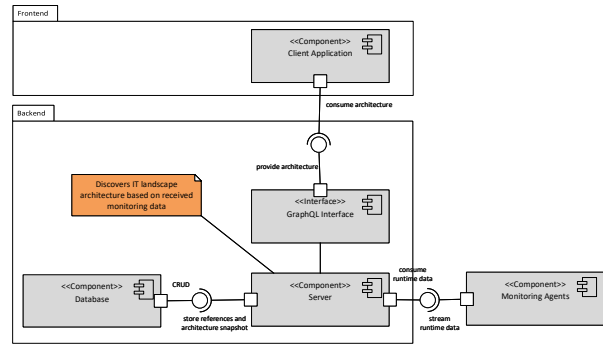 Frontend
<<Component>>
Client Application
consume architecture
Backend
provide architecture
Discovers IT landscape
architecture based on received
monitoring data
<<Interface>>
GraphQL Interface
<<Component>>
Database
CRUD
store references and
architecture snapshot
<<Component>>
Server
consume
runtime data
stream
runtime data
<<Component>>
Monitoring Agents